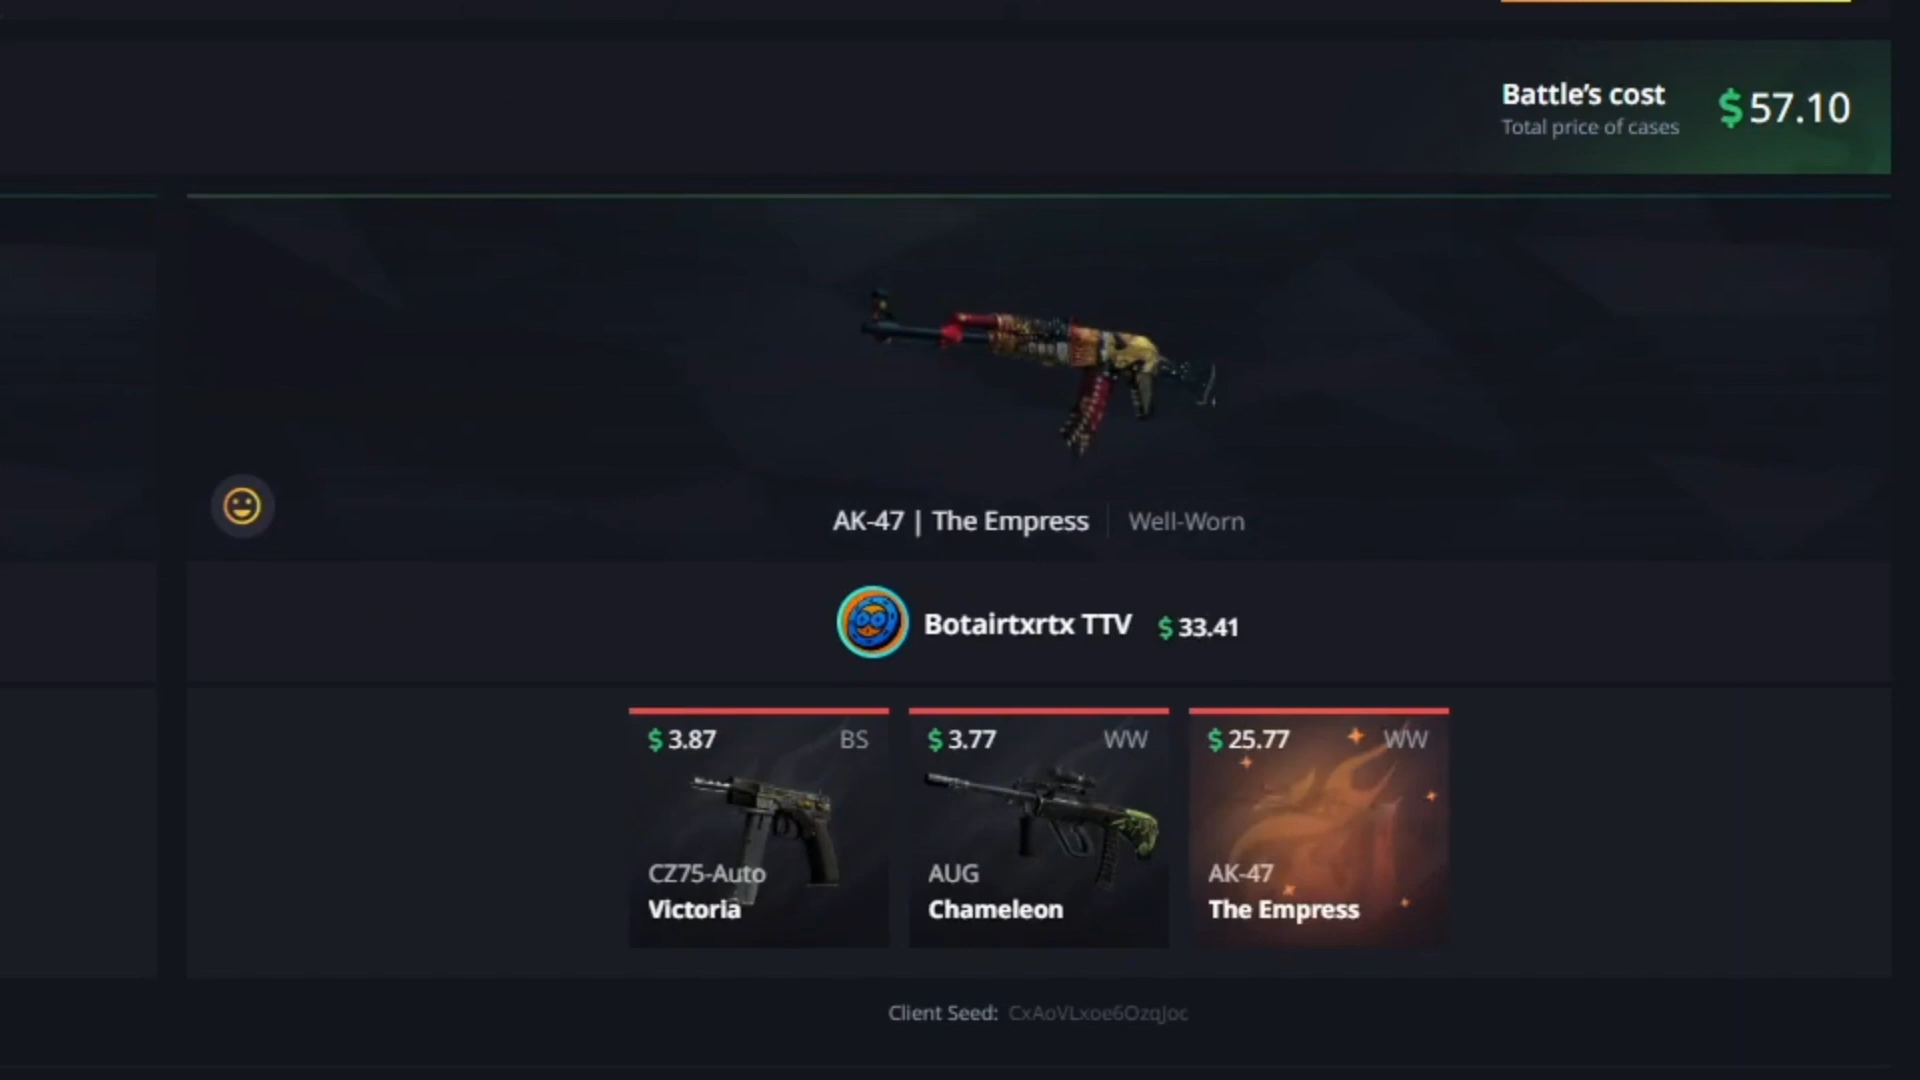 Battle's cost
Total price of cases
$57.10
AK-47 | The Empress
Well-Worn
Botairtxrtx TTV
$33.41
$3.87
BS
CZ75-Auto
Victoria
$3.77
WW
AUG
Chameleon
$25.77
WW
AK-47
The Empress
Client Seed: CxAoVLxoe6OzqJoc